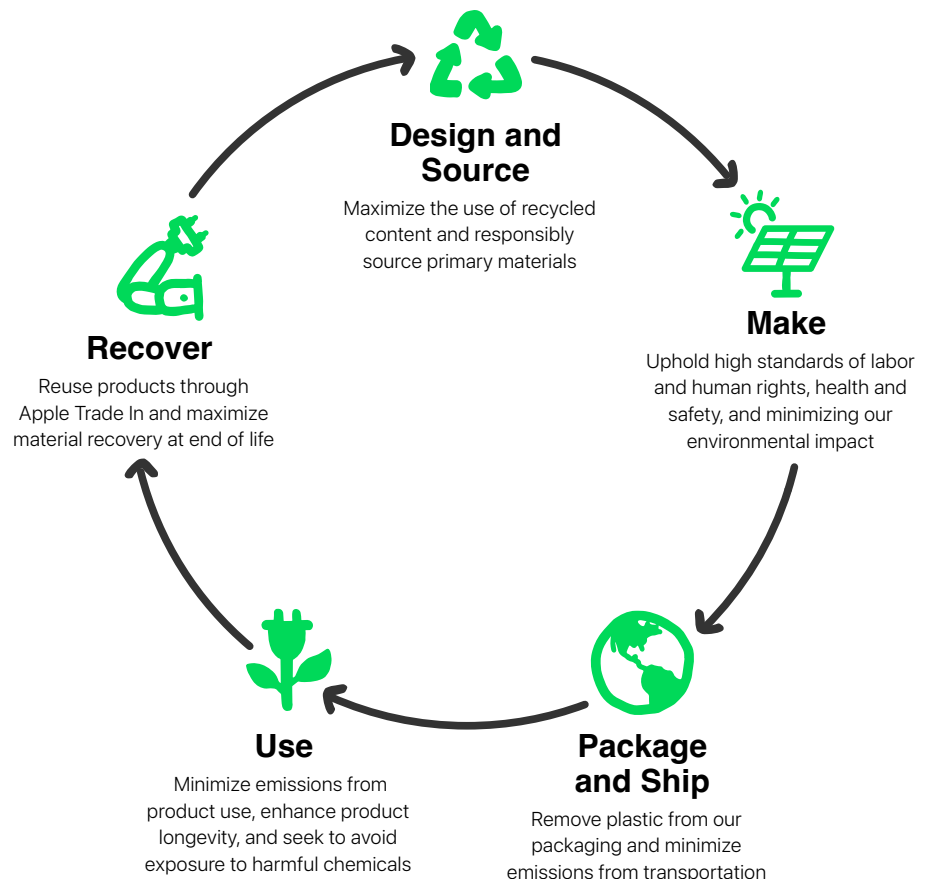 Design and
Source
Maximize the use of recycled
content and responsibly
source primary materials
Make
Uphold high standards of labor
and human rights, health and
safety, and minimizing our
environmental impact
Package
and Ship
Remove plastic from our
packaging and minimize
emissions from transportation
Use
Minimize emissions from
product use, enhance product
longevity, and seek to avoid
exposure to harmful chemicals
Recover
Reuse products through
Apple Trade In and maximize
material recovery at end of life